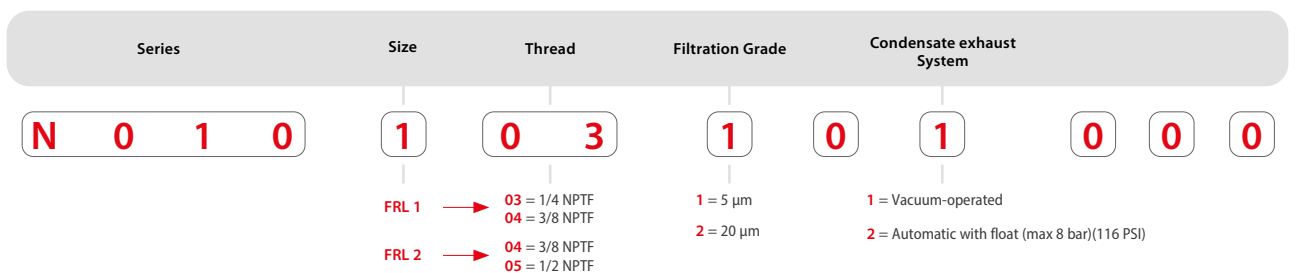 Series Size Thread Filtration Grade Condensate exhaust
System
N 0 1 0 1 0 3 1 0 1 0 0 0
FRL 1 03 = 1/4 NPTF 1 = 5 µm 1 = Vacuum-operated
04 = 3/8 NPTF
2 = 20 µm 2 = Automatic with float (max 8 bar)(116 PSI)
FRL 2 04 = 3/8 NPTF
05 = 1/2 NPTF